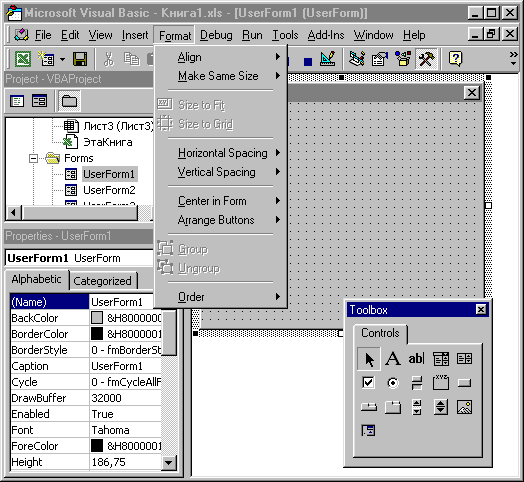 Microsoft Visual Basic - Книга1.xls - [UserForm1 (UserForm)]
File Edit View Insert Format Debug Run Tools Add-Ins Window Help
Project - VBAProject
Лист3 (Лист3)
ЭтаКнига
Forms
UserForm1
UserForm2
Align
Make Same Size
Size to Fit
Size to Grid
Horizontal Spacing
Vertical Spacing
Center in Form
Arrange Buttons
Group
Ungroup
Order
Properties - UserForm1
UserForm1 UserForm
Alphabetic Categorized
(Name) UserForm1
BackColor &H8000000
BorderColor &H8000001
BorderStyle 0 - fmBorderSt
Caption UserForm1
Cycle 0 - fmCycleAllF
DrawBuffer 32000
Enabled True
Font Tahoma
ForeColor &H8000001
Height 186,75
Toolbox
Controls
A ab|
xyz